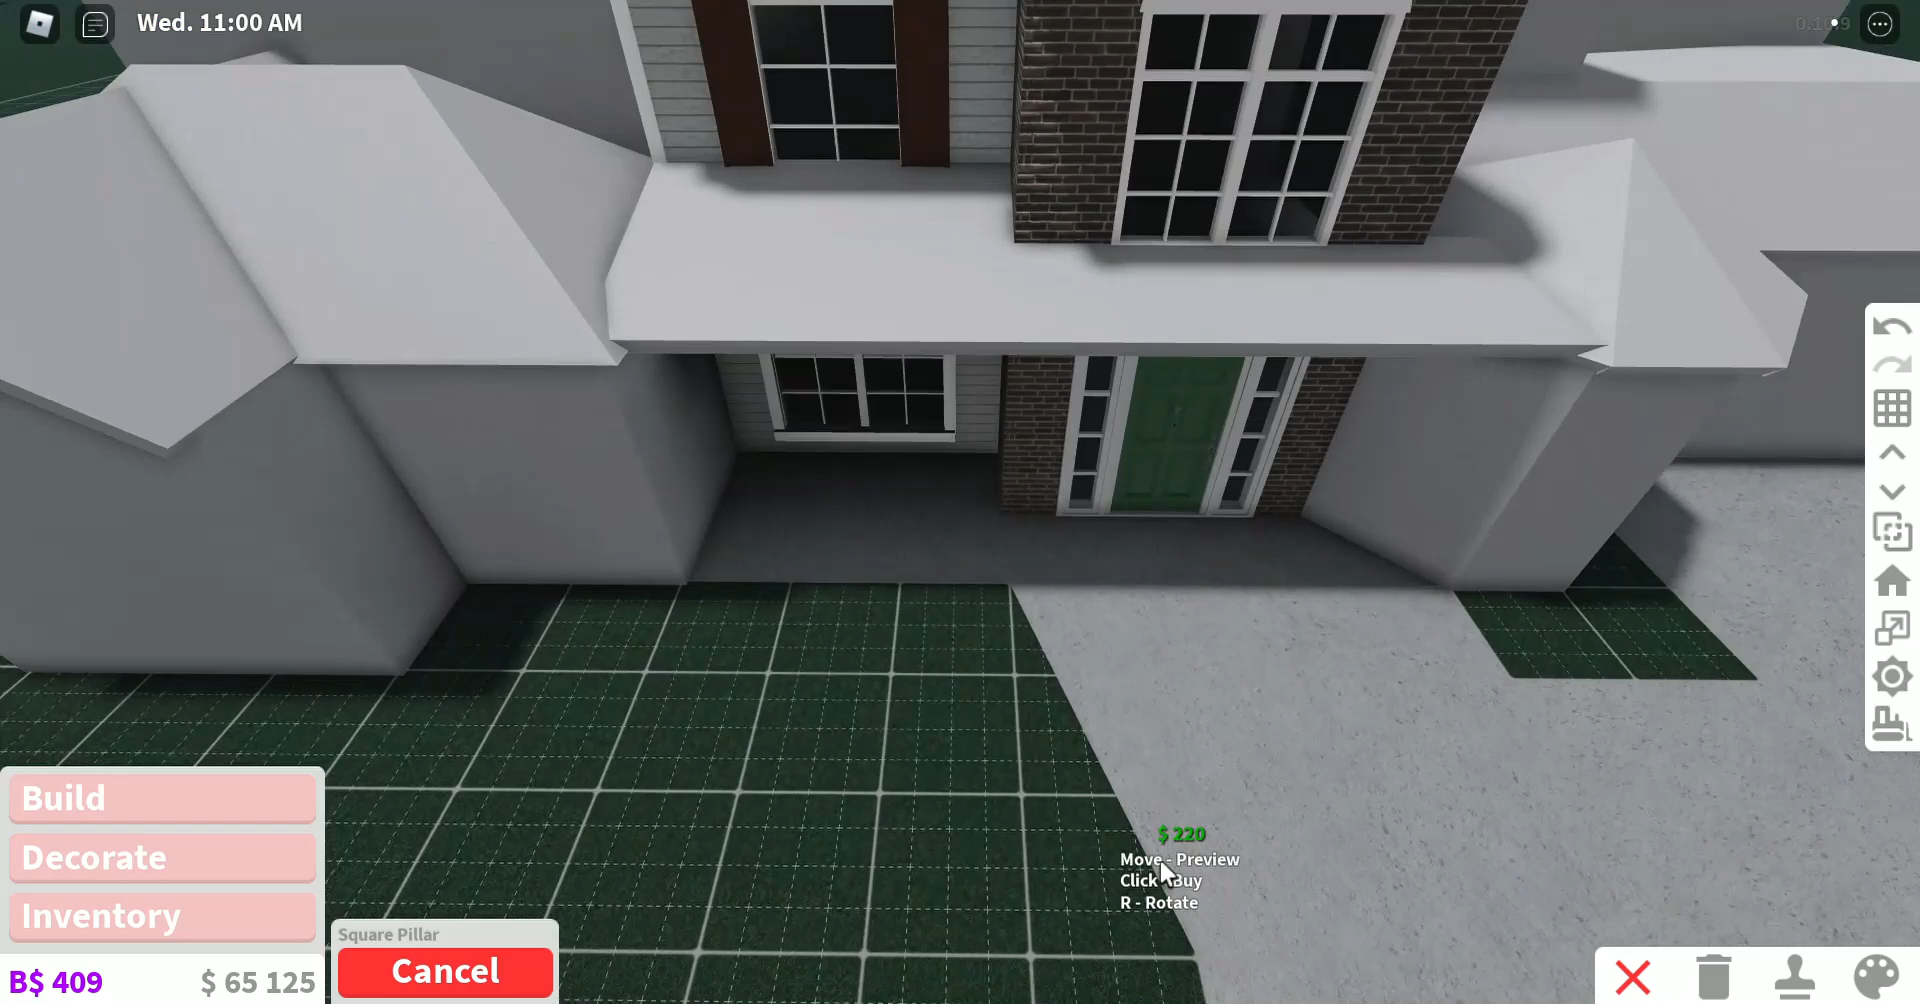 Wed. 11:00 AM
$ 220
Move - Preview
Click - Buy
R - Rotate
Build
Decorate
Inventory
Square Pillar
Cancel
B$ 409
$ 65 125